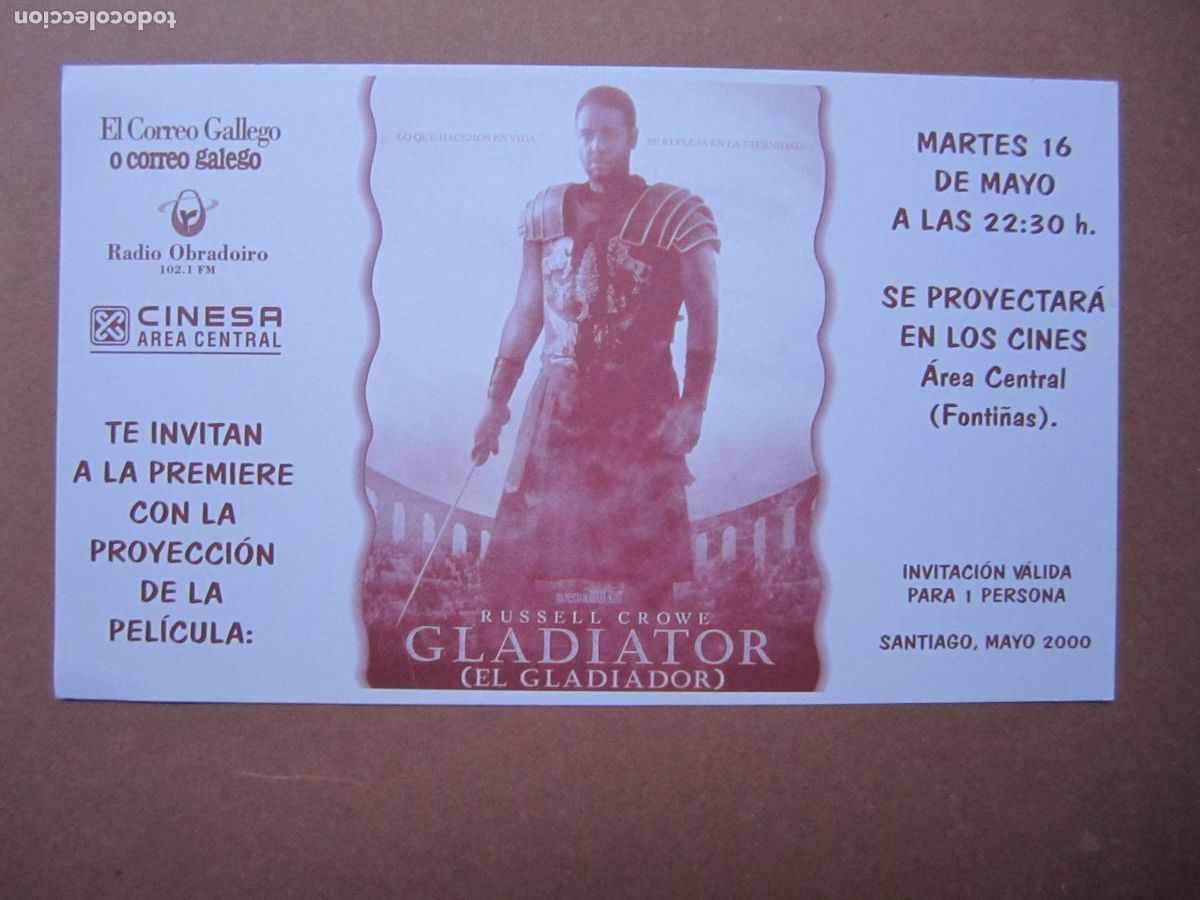 todocoleccion
El Correo Gallego
o correo galego
Radio Obradoiro
102.1 FM
CINESA
AREA CENTRAL
TE INVITAN
A LA PREMIERE
CON LA
PROYECCIÓN
DE LA
PELÍCULA:
LO QUE HACEMOS EN VIDA
SE REFLEJA EN LA ETERNIDAD
RUSSELL CROWE
GLADIATOR
(EL GLADIADOR)
MARTES 16
DE MAYO
A LAS 22:30 h.
SE PROYECTARÁ
EN LOS CINES
Área Central
(Fontiñas).
INVITACIÓN VÁLIDA
PARA 1 PERSONA
SANTIAGO, MAYO 2000